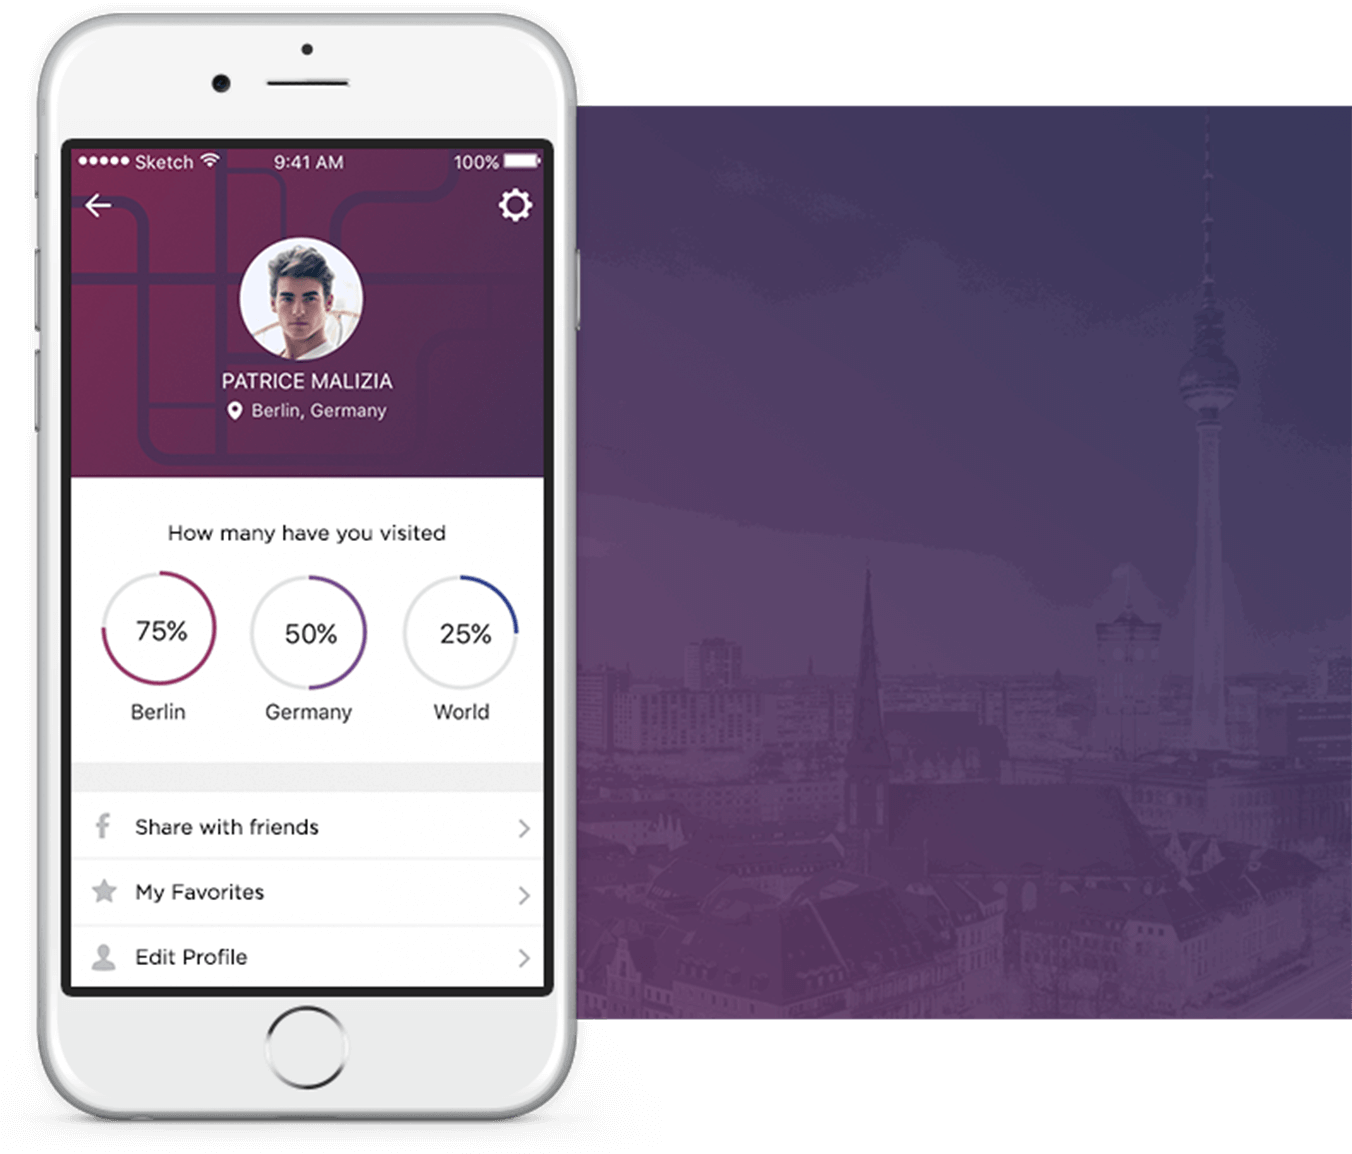 Sketch 9:41 AM 100%
PATRICE MALIZIA
Berlin, Germany
How many have you visited
75% 50% 25%
Berlin Germany World
f Share with friends
My Favorites
Edit Profile